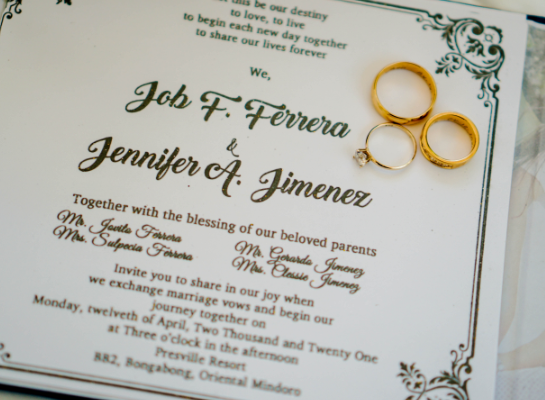 this be our destiny
to love, to live
to begin each new day together
to share our lives forever
We,
Job F. Ferrera
&
Jennifer A. Jimenez
Together with the blessing of our beloved parents
Mr. Javila Ferrera
Mrs. Sulpecia Ferrera
Mr. Gerardo Jimenez
Mrs. Classie Jimenez
Invite you to share in our joy when
we exchange marriage vows and begin our
journey together on
Monday, twelveth of April, Two Thousand and Twenty One
at Three o'clock in the afternoon
Presville Resort
BB2, Bongabong, Oriental Mindoro